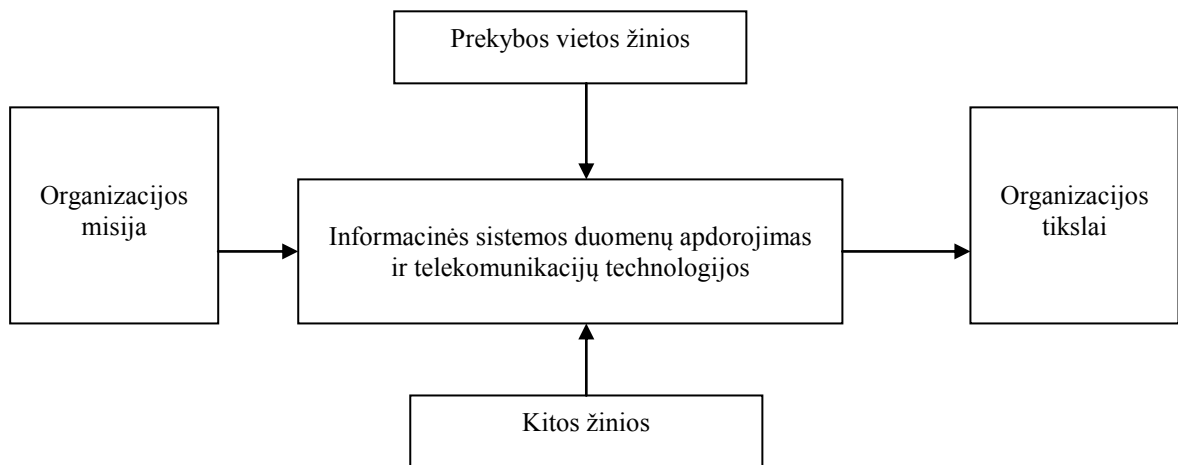 Prekybos vietos žinios
Organizacijos
misija
Informacinės sistemos duomenų apdorojimas
ir telekomunikacijų technologijos
Organizacijos
tikslai
Kitos žinios